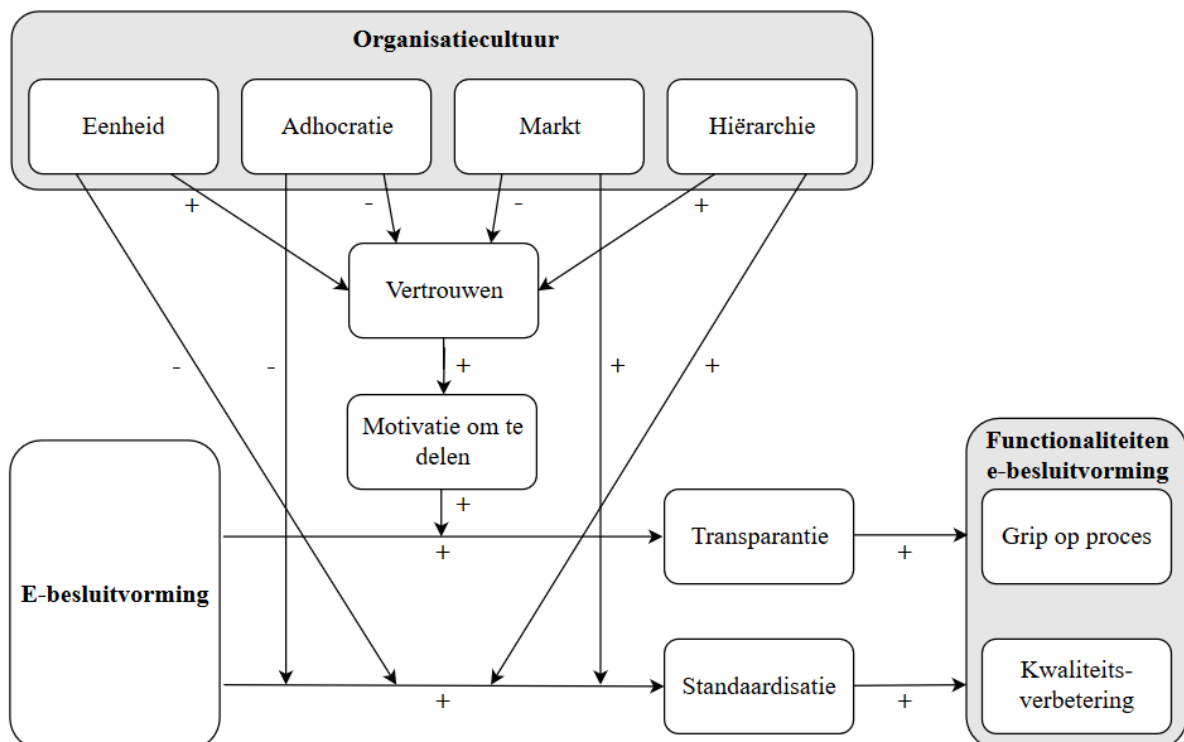 Organisatiecultuur
Eenheid
Adhocratie
Markt
Hiërarchie
+
-
-
+
Vertrouwen
-
-
+
+
+
Motivatie om te
delen
+
Functionaliteiten
e-besluitvorming
E-besluitvorming
+
Transparantie
+
Grip op proces
+
Standaardisatie
+
Kwaliteits-
verbetering